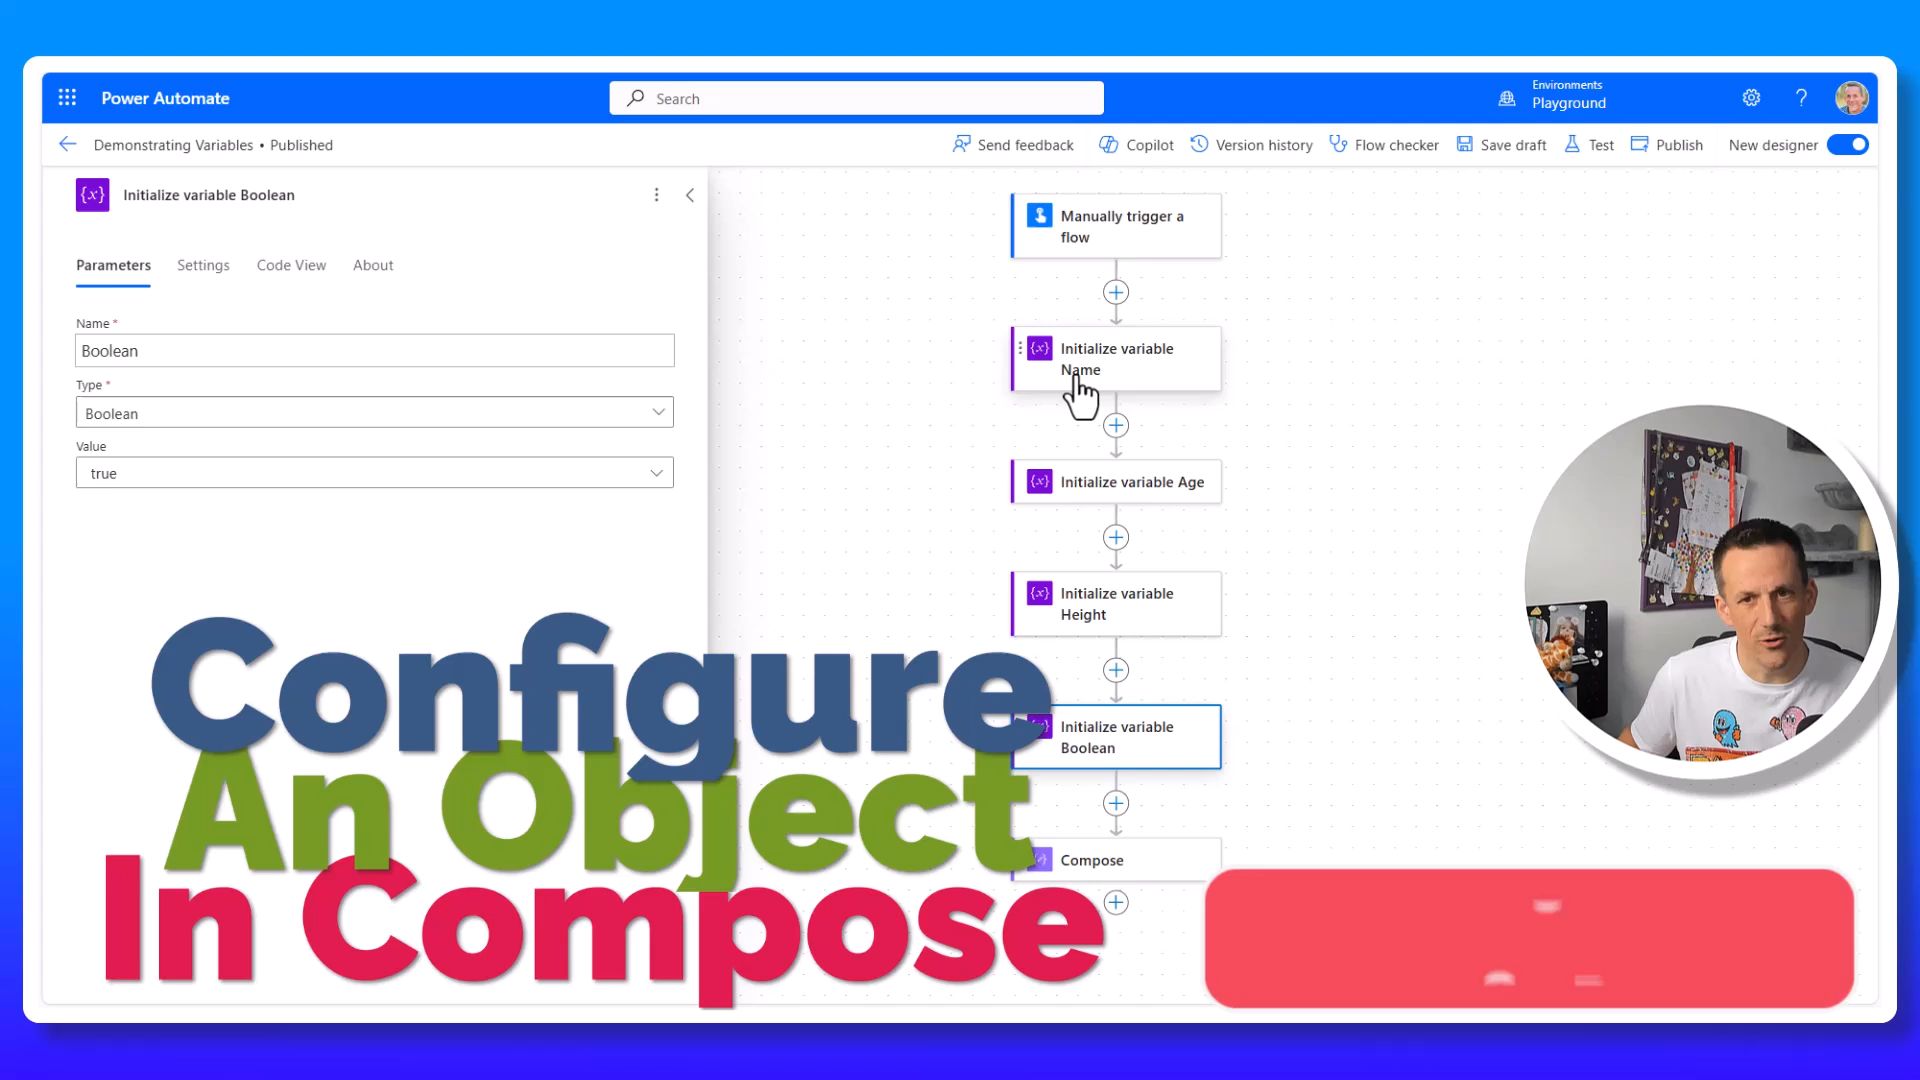 Power Automate
Search
Environments
Playground
Demonstrating Variables • Published
Send feedback
Copilot
Version history
Flow checker
Save draft
Test
Publish
New designer
{x} Initialize variable Boolean
Parameters
Settings
Code View
About
Name *
Boolean
Type *
Boolean
Value
true
Manually trigger a
flow
{x} Initialize variable
Name
{x} Initialize variable Age
{x} Initialize variable
Height
Initialize variable
Boolean
Compose
Configure
An Object
In Compose